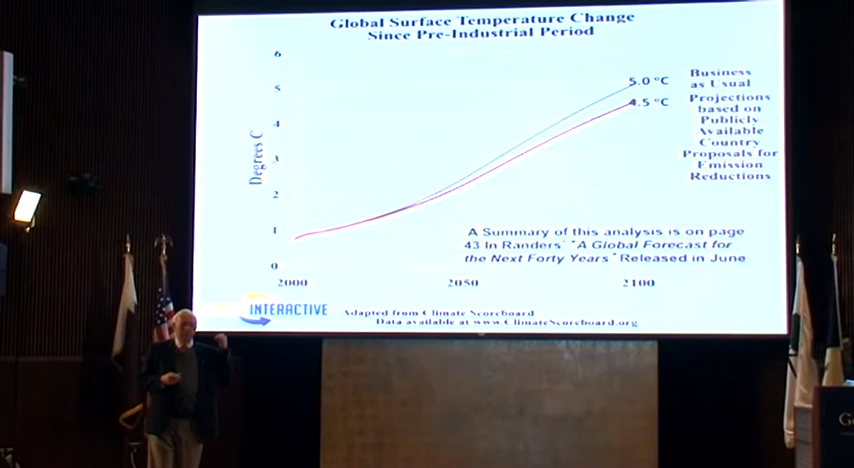 Global Surface Temperature Change
Since Pre-Industrial Period
6
5
4
3
2
1
0
Degrees C
2000
2050
2100
5.0 °C
4.5 °C
Business
as Usual
Projections
based on
Publicly
Available
Country
Proposals for
Emission
Reductions
A Summary of this analysis is on page
43 In Randers' "A Global Forecast for
the Next Forty Years" Released in June
INTERACTIVE
Adapted from Climate Scoreboard
Data available at www.ClimateScoreboard.org